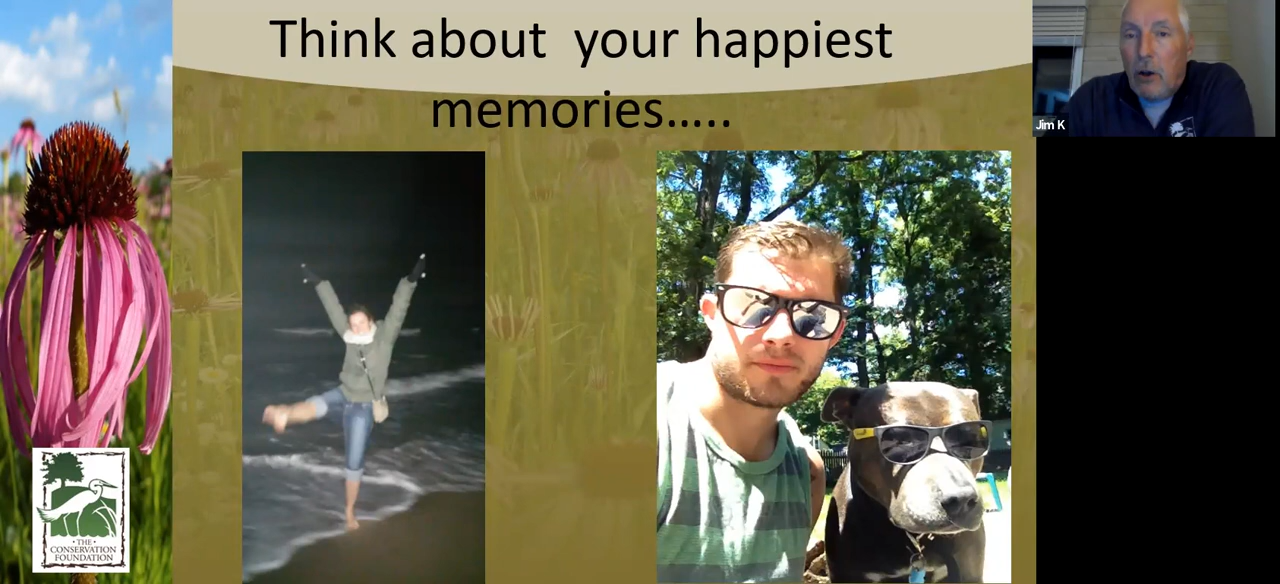 Think about  your happiest
memories.....
Jim K
• THE •
CONSERVATION
FOUNDATION